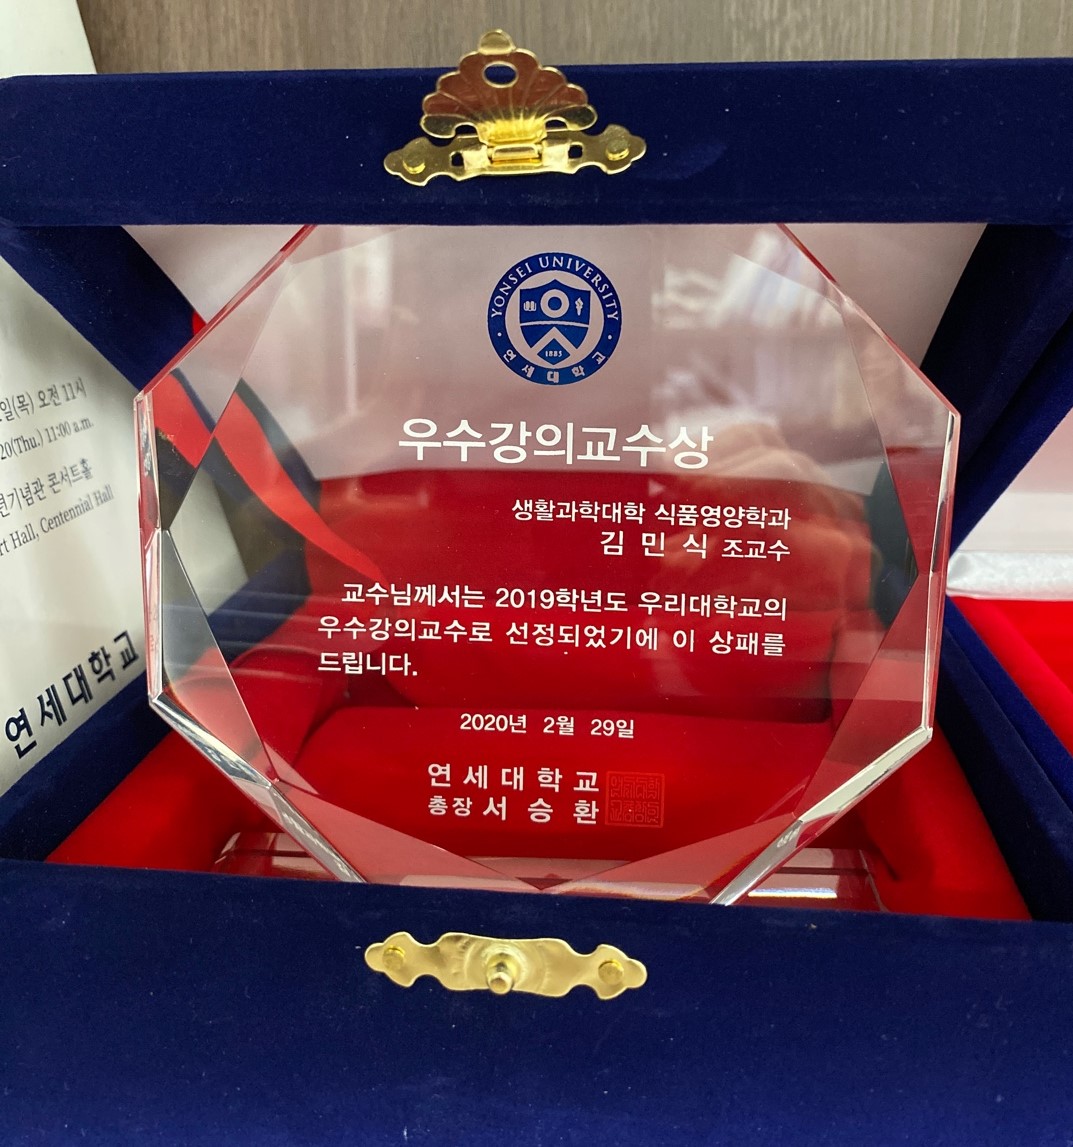 YONSEI UNIVERSITY
1885
연세대학교
우수강의교수상
생활과학대학 식품영양학과
김 민 식 조교수
교수님께서는 2019학년도 우리대학교의
우수강의교수로 선정되었기에 이 상패를
드립니다.
2020년 2월 29일
연 세 대 학 교
총장 서 승 환
일(목) 오전 11시
20(Thu.) 11:00 a.m.
년기념관 콘서트홀
rt Hall, Centennial Hall
연세대학교